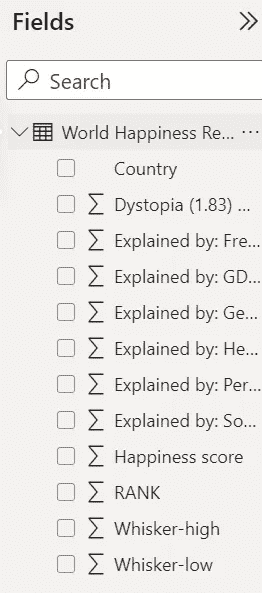 Fields
Search
World Happiness Re...
Country
Dystopia (1.83) ...
Explained by: Fre...
Explained by: GD...
Explained by: Ge...
Explained by: He...
Explained by: Per...
Explained by: So...
Happiness score
RANK
Whisker-high
Whisker-low